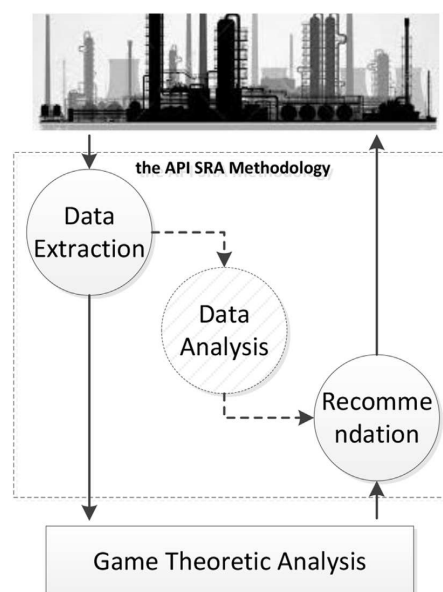 the API SRA Methodology
Data
Extraction
Data
Analysis
Recomme
ndation
Game Theoretic Analysis